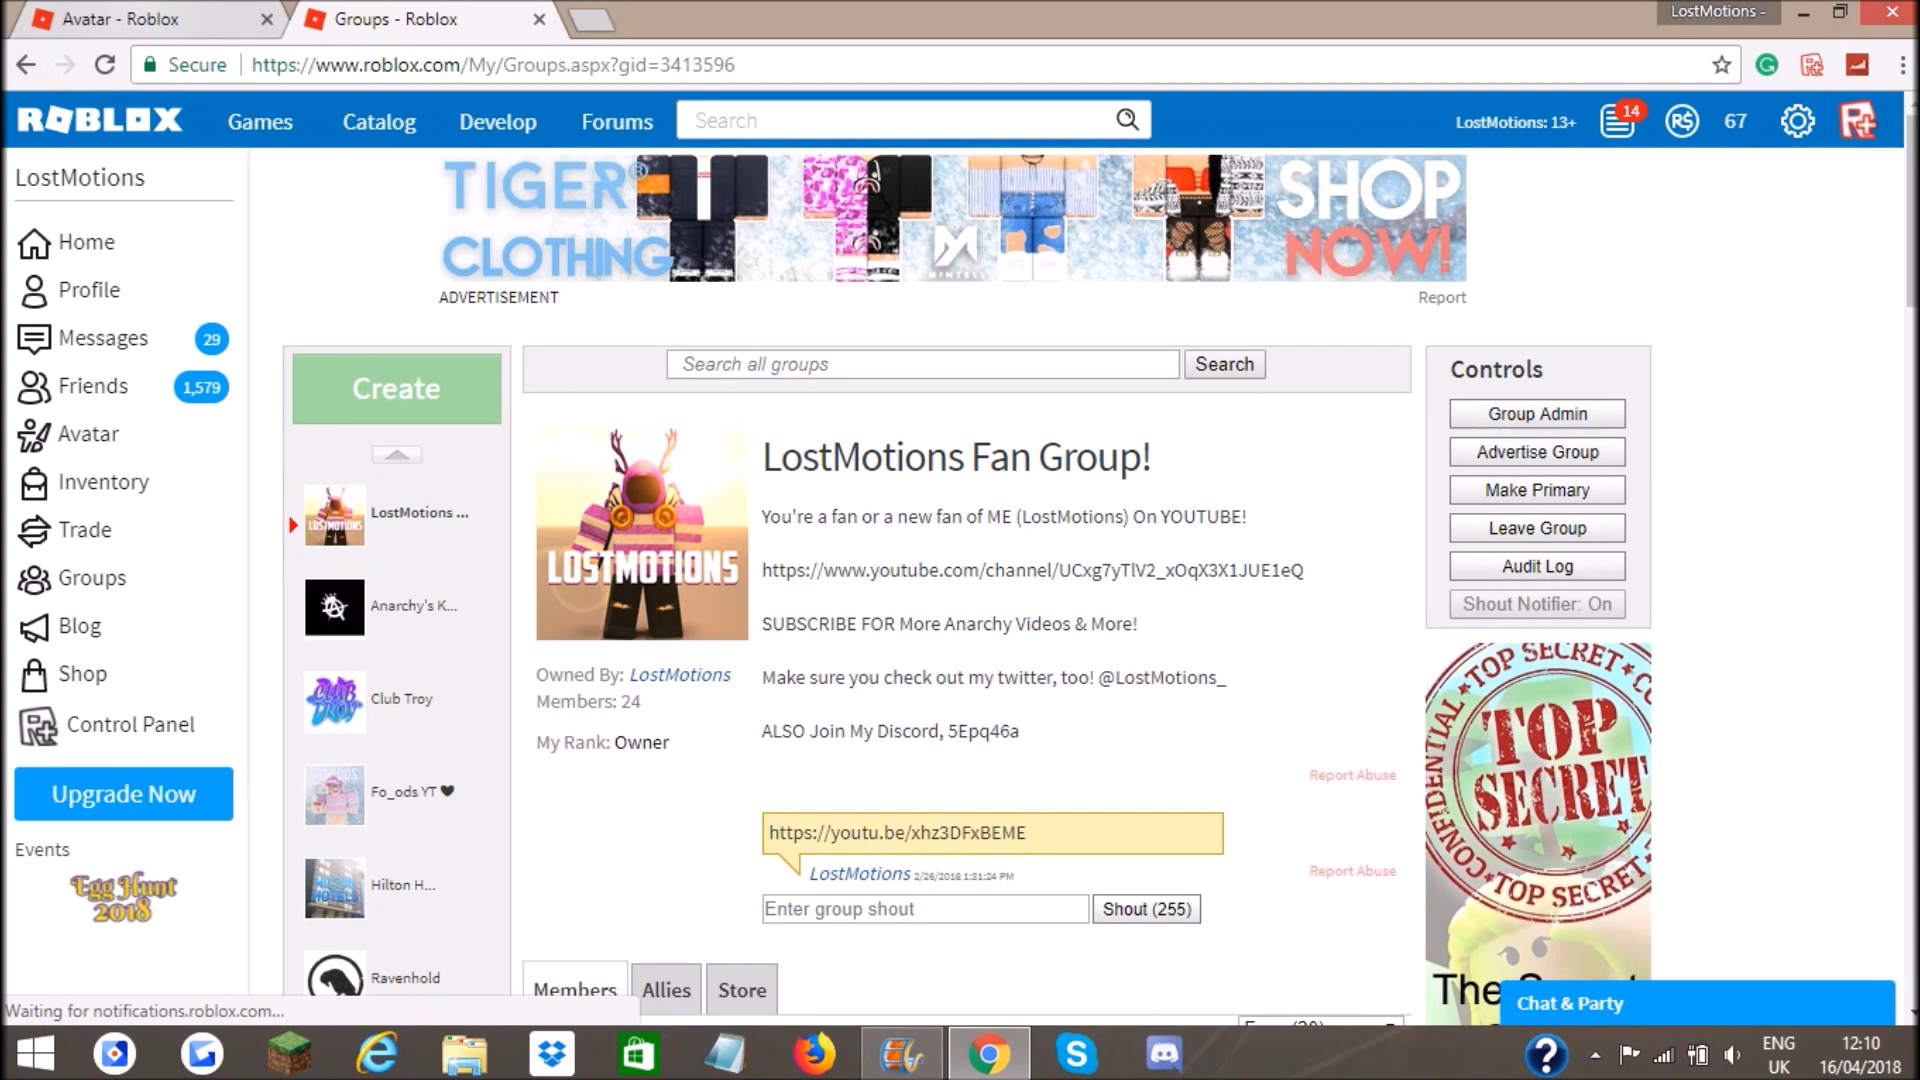 Avatar - Roblox
Groups - Roblox
LostMotions -
Secure
https://www.roblox.com/My/Groups.aspx?gid=3413596
ROBLOX
Games
Catalog
Develop
Forums
Search
LostMotions: 13+
14
R$
67
R+
LostMotions
Home
Profile
Messages
29
Friends
1,579
Avatar
Inventory
Trade
Groups
Blog
Shop
Control Panel
Upgrade Now
Events
Egg Hunt
2018
TIGER®
CLOTHING
MINTELL
SHOP
NOW!
ADVERTISEMENT
Report
Create
LostMotions ...
Anarchy's K...
Club Troy
Fo_ods YT ♥
Hilton H...
Ravenhold
Search all groups
Search
LOSTMOTIONS
Owned By: LostMotions
Members: 24
My Rank: Owner
LostMotions Fan Group!
You're a fan or a new fan of ME (LostMotions) On YOUTUBE!
https://www.youtube.com/channel/UCxg7yTlV2_xOqX3X1JUE1eQ
SUBSCRIBE FOR More Anarchy Videos & More!
Make sure you check out my twitter, too! @LostMotions_
ALSO Join My Discord, 5Epq46a
Report Abuse
https://youtu.be/xhz3DFxBEME
LostMotions 2/26/2018 1:31:24 PM
Report Abuse
Enter group shout
Shout (255)
Members
Allies
Store
Controls
Group Admin
Advertise Group
Make Primary
Leave Group
Audit Log
Shout Notifier: On
TOP SECRET
CONFIDENTIAL
TOP
SECRET
TOP SECRET
The
Chat & Party
Waiting for notifications.roblox.com...
ENG
UK
12:10
16/04/2018